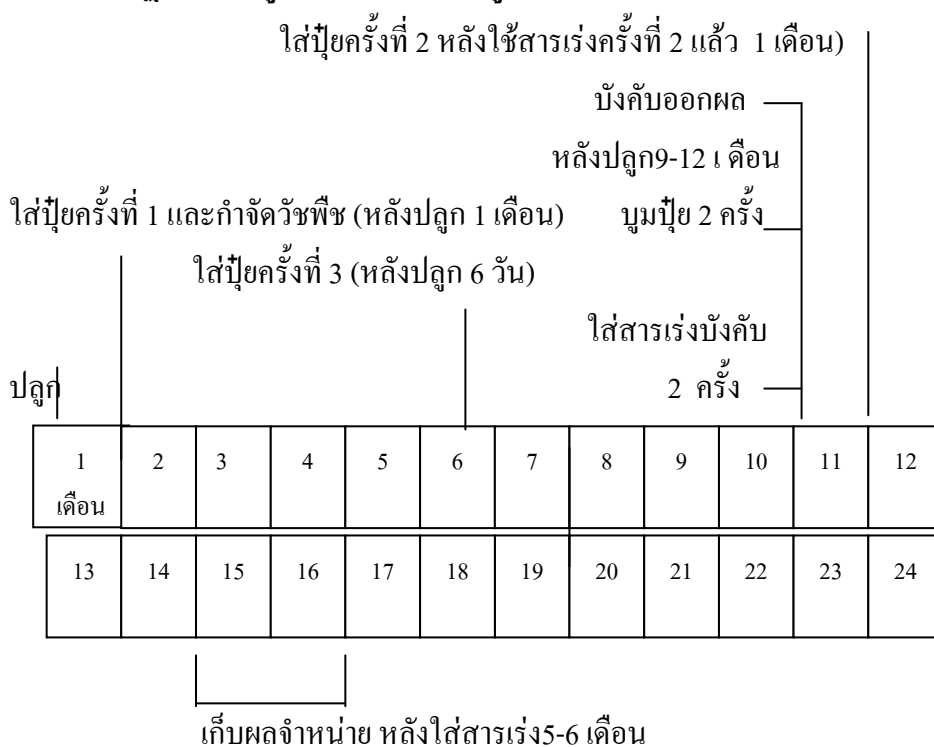 ใส่ปุ๋ยครั้งที่ 2 หลังใช้สารเร่งครั้งที่ 2 แล้ว 1 เดือน)
บังคับออกผล
หลังปลูก9-12 เดือน
ใส่ปุ๋ยครั้งที่ 1 และกำจัดวัชพืช (หลังปลูก 1 เดือน) บูมปุ๋ย 2 ครั้ง
ใส่ปุ๋ยครั้งที่ 3 (หลังปลูก 6 วัน)
ใส่สารเร่งบังคับ
ปลูก 2 ครั้ง
1 2 3 4 5 6 7 8 9 10 11 12
เดือน
13 14 15 16 17 18 19 20 21 22 23 24
เก็บผลจำหน่าย หลังใส่สารเร่ง5-6 เดือน